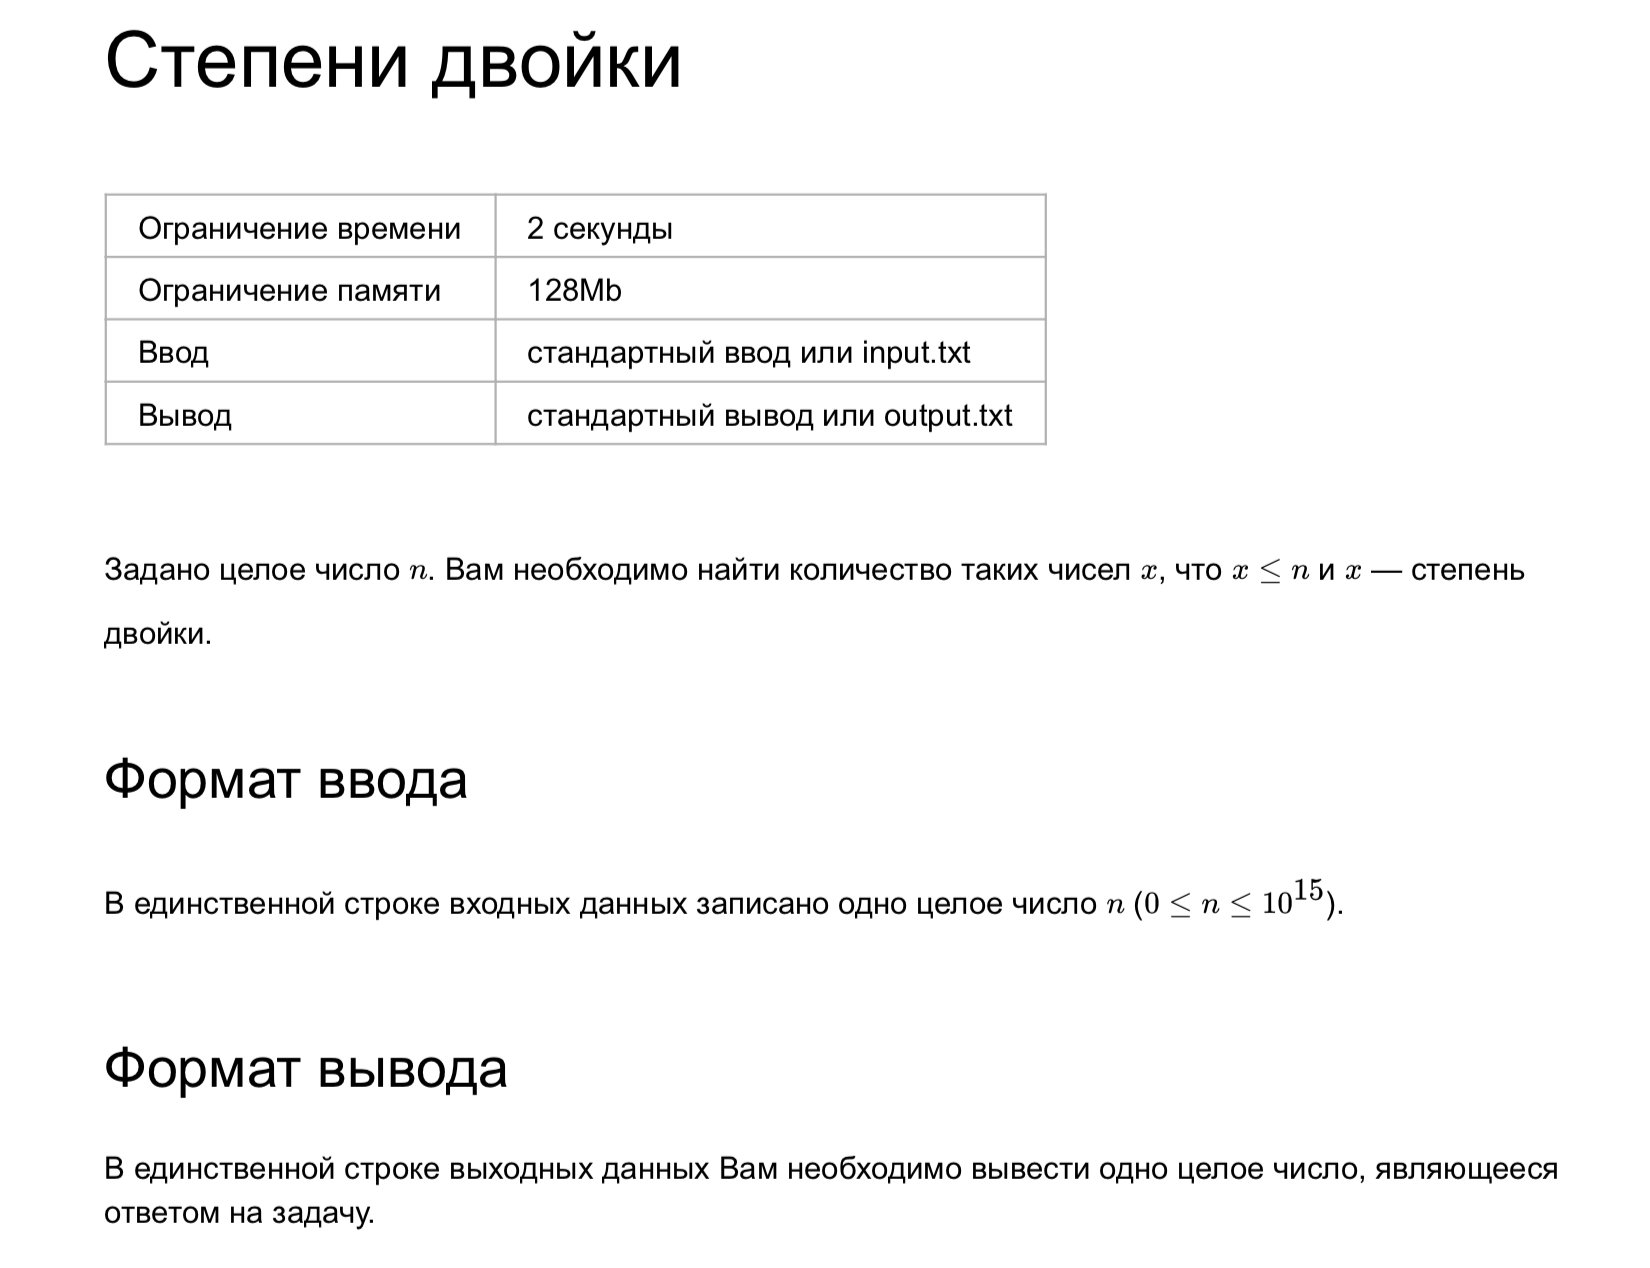 Степени двойки
Ограничение времени 2 секунды
Ограничение памяти 128Mb
Ввод стандартный ввод или input.txt
Вывод стандартный вывод или output.txt
Задано целое число n. Вам необходимо найти количество таких чисел x, что x ≤ n и x — степень
двойки.
Формат ввода
В единственной строке входных данных записано одно целое число n (0 ≤ n ≤ 10^15).
Формат вывода
В единственной строке выходных данных Вам необходимо вывести одно целое число, являющееся
ответом на задачу.